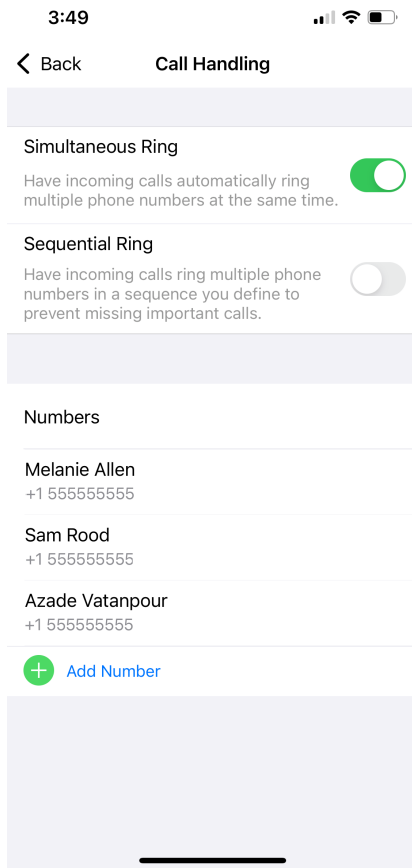 3:49
Back
Call Handling
Simultaneous Ring
Have incoming calls automatically ring
multiple phone numbers at the same time.
Sequential Ring
Have incoming calls ring multiple phone
numbers in a sequence you define to
prevent missing important calls.
Numbers
Melanie Allen
+1 555555555
Sam Rood
+1 555555555
Azade Vatanpour
+1 555555555
Add Number